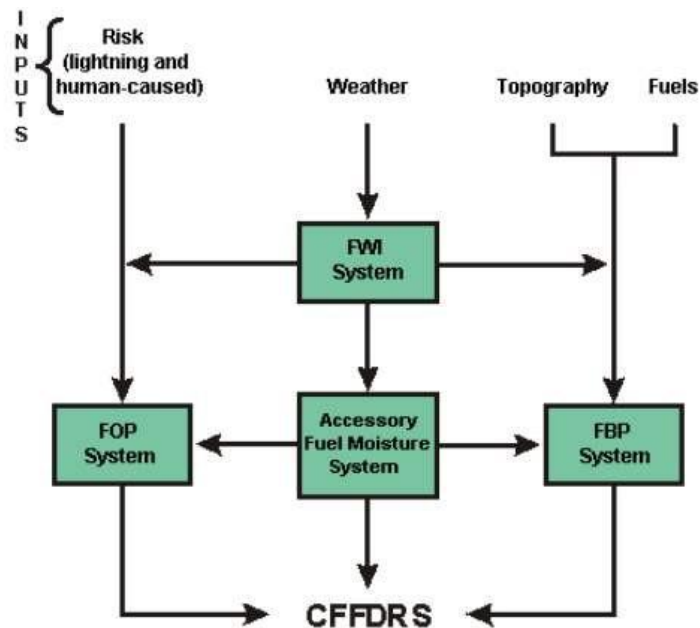 INPUTS
Risk
(lightning and
human-caused)
Weather
Topography
Fuels
FWI
System
FOP
System
Accessory
Fuel Moisture
System
FBP
System
CFFDRS